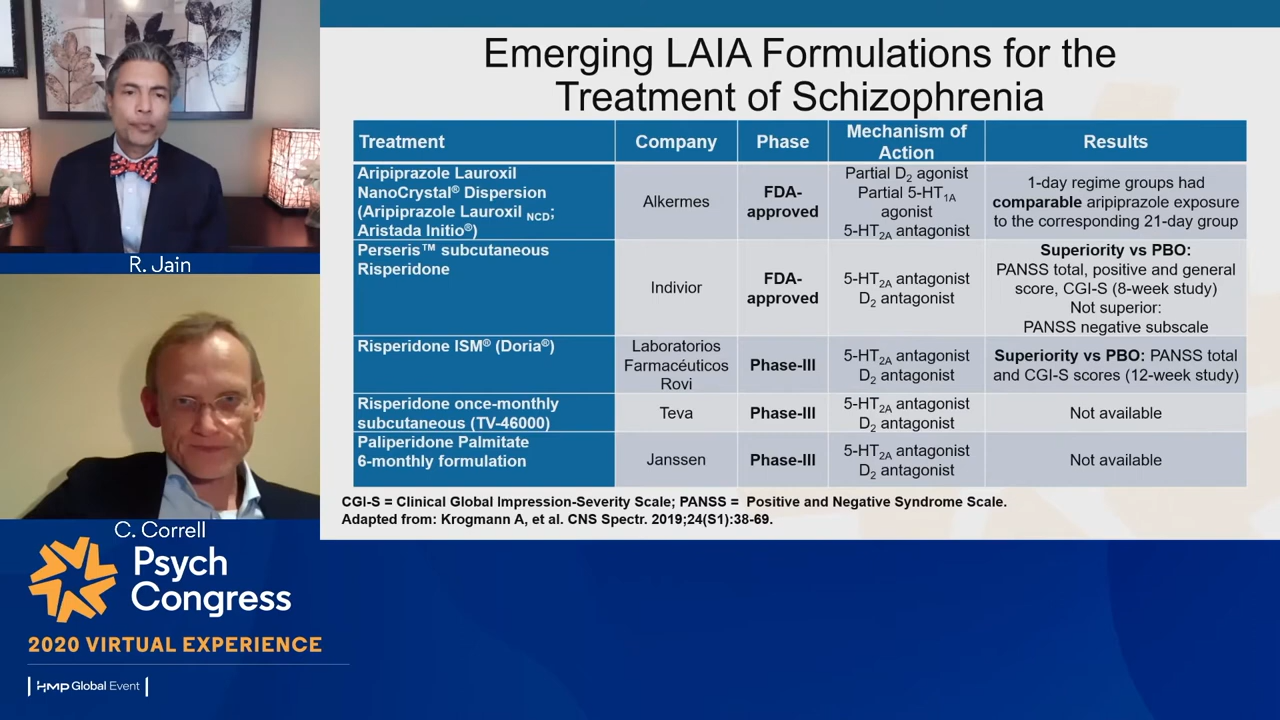 R. Jain
C. Correll
Psych
Congress
2020 VIRTUAL EXPERIENCE
HMP Global Event
Emerging LAIA Formulations for the
Treatment of Schizophrenia
Treatment
Company
Phase
Mechanism of
Action
Results
Aripiprazole Lauroxil
NanoCrystal® Dispersion
(Aripiprazole Lauroxil NCD;
Aristada Initio®)
Alkermes
FDA-
approved
Partial D2 agonist
Partial 5-HT1A
agonist
5-HT2A antagonist
1-day regime groups had
comparable aripiprazole exposure
to the corresponding 21-day group
Perseris™ subcutaneous
Risperidone
Indivior
FDA-
approved
5-HT2A antagonist
D2 antagonist
Superiority vs PBO:
PANSS total, positive and general
score, CGI-S (8-week study)
Not superior:
PANSS negative subscale
Risperidone ISM® (Doria®)
Laboratorios
Farmacéuticos
Rovi
Phase-III
5-HT2A antagonist
D2 antagonist
Superiority vs PBO: PANSS total
and CGI-S scores (12-week study)
Risperidone once-monthly
subcutaneous (TV-46000)
Teva
Phase-III
5-HT2A antagonist
D2 antagonist
Not available
Paliperidone Palmitate
6-monthly formulation
Janssen
Phase-III
5-HT2A antagonist
D2 antagonist
Not available
CGI-S = Clinical Global Impression-Severity Scale; PANSS = Positive and Negative Syndrome Scale.
Adapted from: Krogmann A, et al. CNS Spectr. 2019;24(S1):38-69.